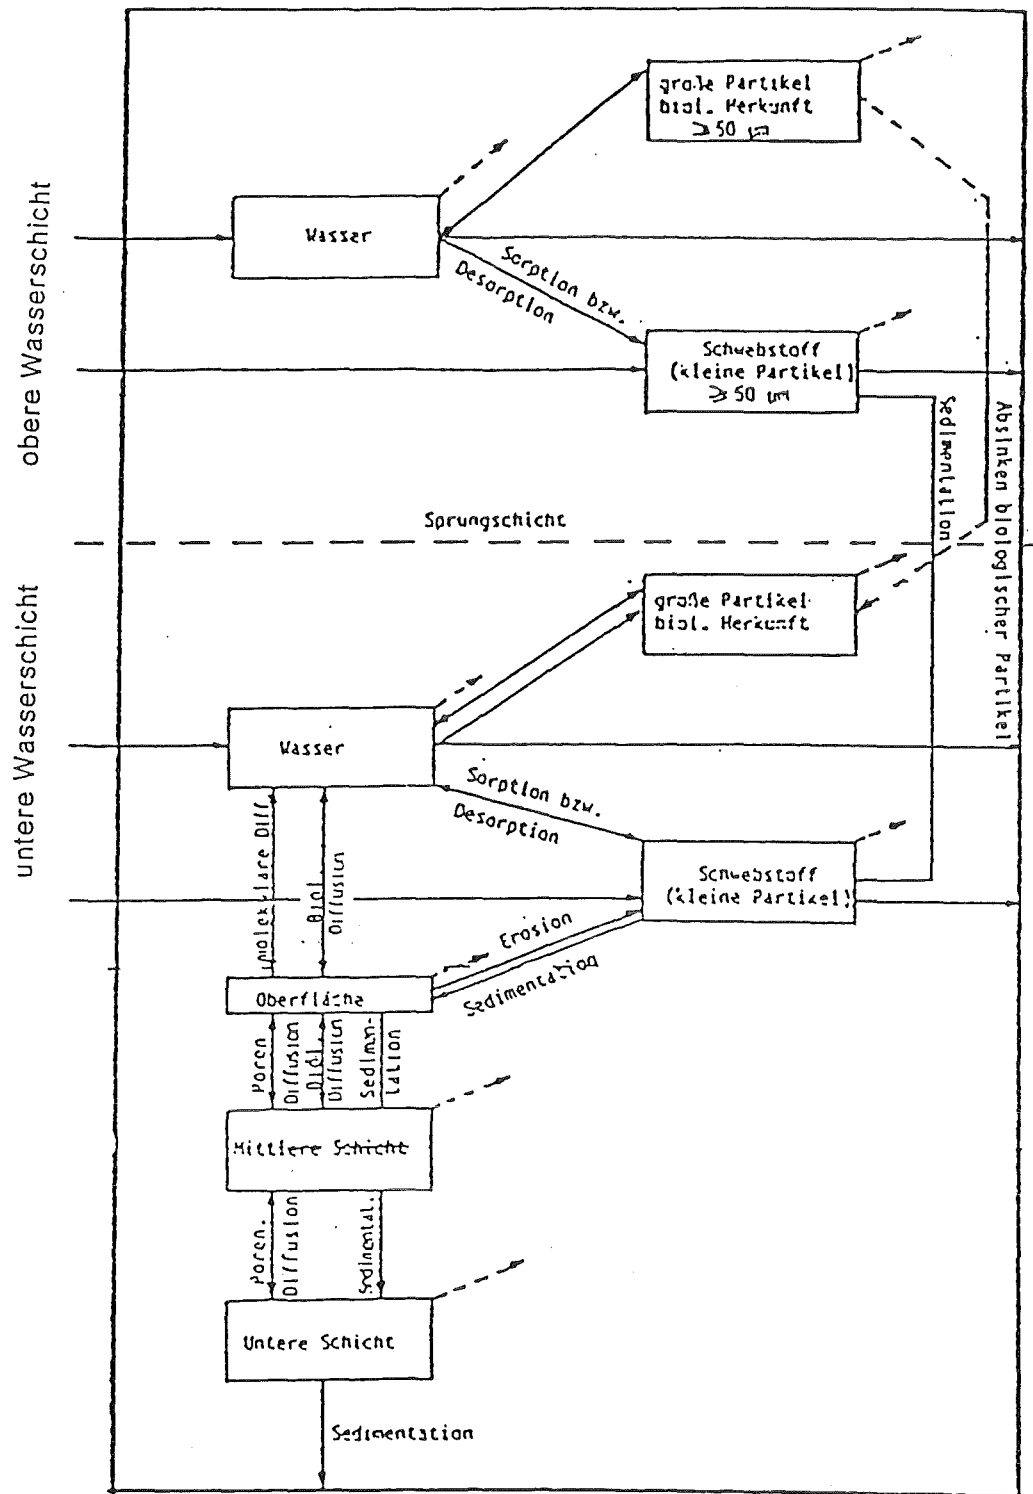 obere Wasserschicht
große Partikel
biol. Herkunft
⩾ 50 µm
Wasser
Sorption bzw.
Desorption
Schwebstoff
(kleine Partikel)
⩾ 50 µm
Sedimentation
Absinken biologischer Partikel
Sprungschicht
untere Wasserschicht
große Partikel
biol. Herkunft
Wasser
Sorption bzw.
Desorption
Molekulare Diff.
Biol.
Diffusion
Schwebstoff
(kleine Partikel)
Erosion
Sedimentation
Oberfläche
Poren.
Diffusion
Biol.
Diffusion
Sedimen-
tation
Mittlere Schicht
Poren.
Diffusion
Sedimental.
Untere Schicht
Sedimentation